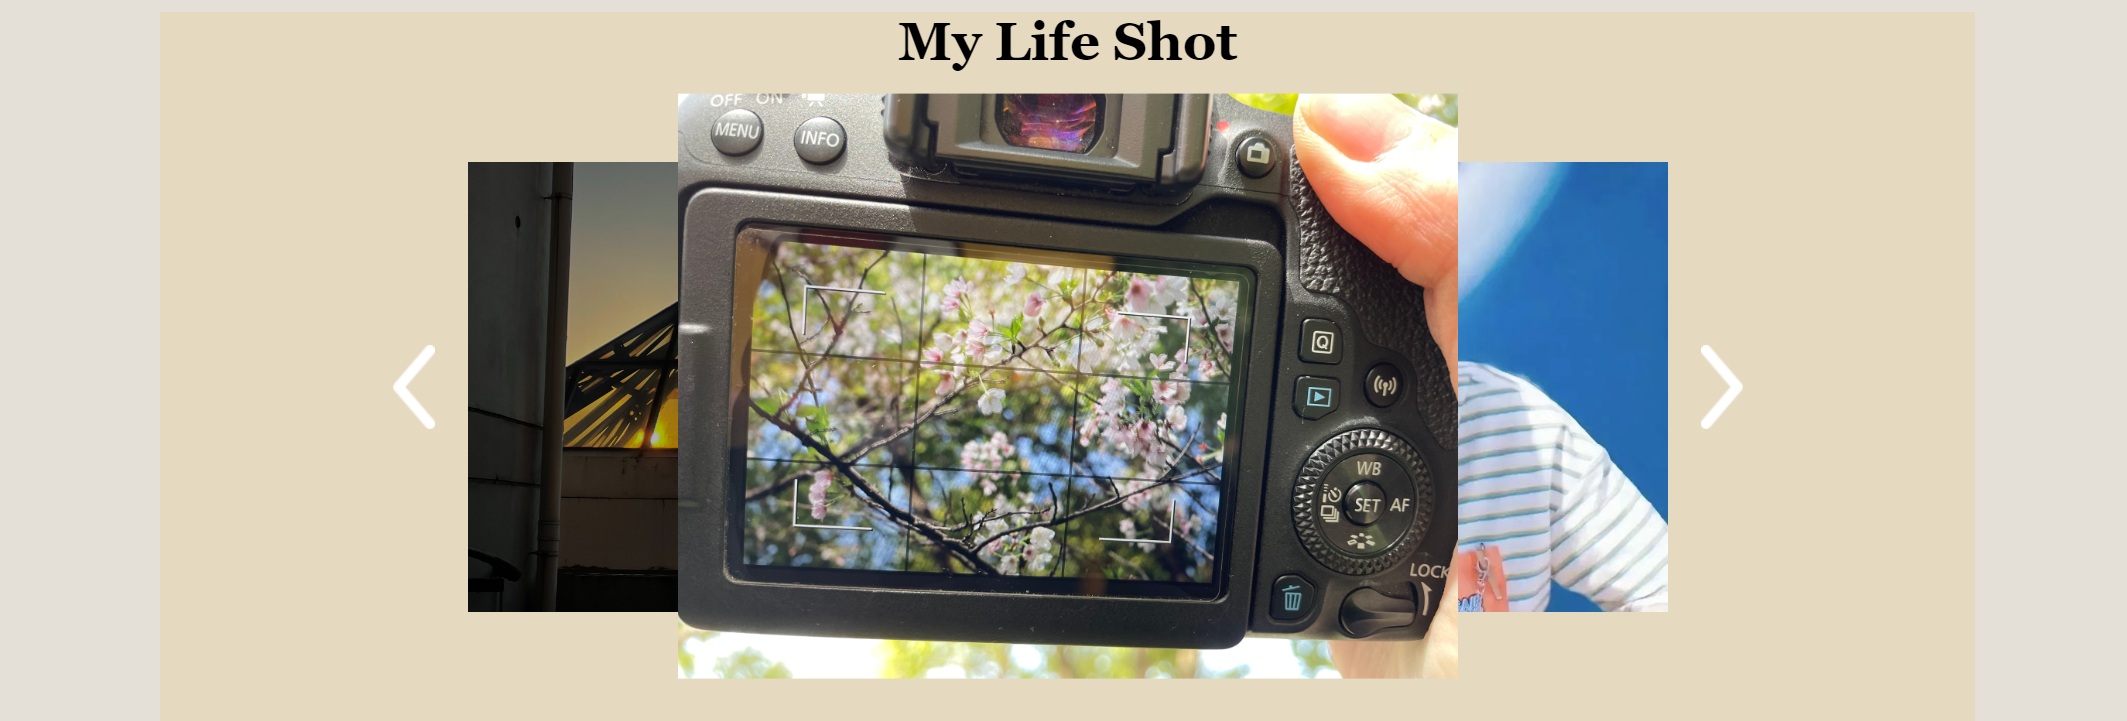 My Life Shot
OFF ON
MENU
INFO
Q
WB
SET
AF
LOCK